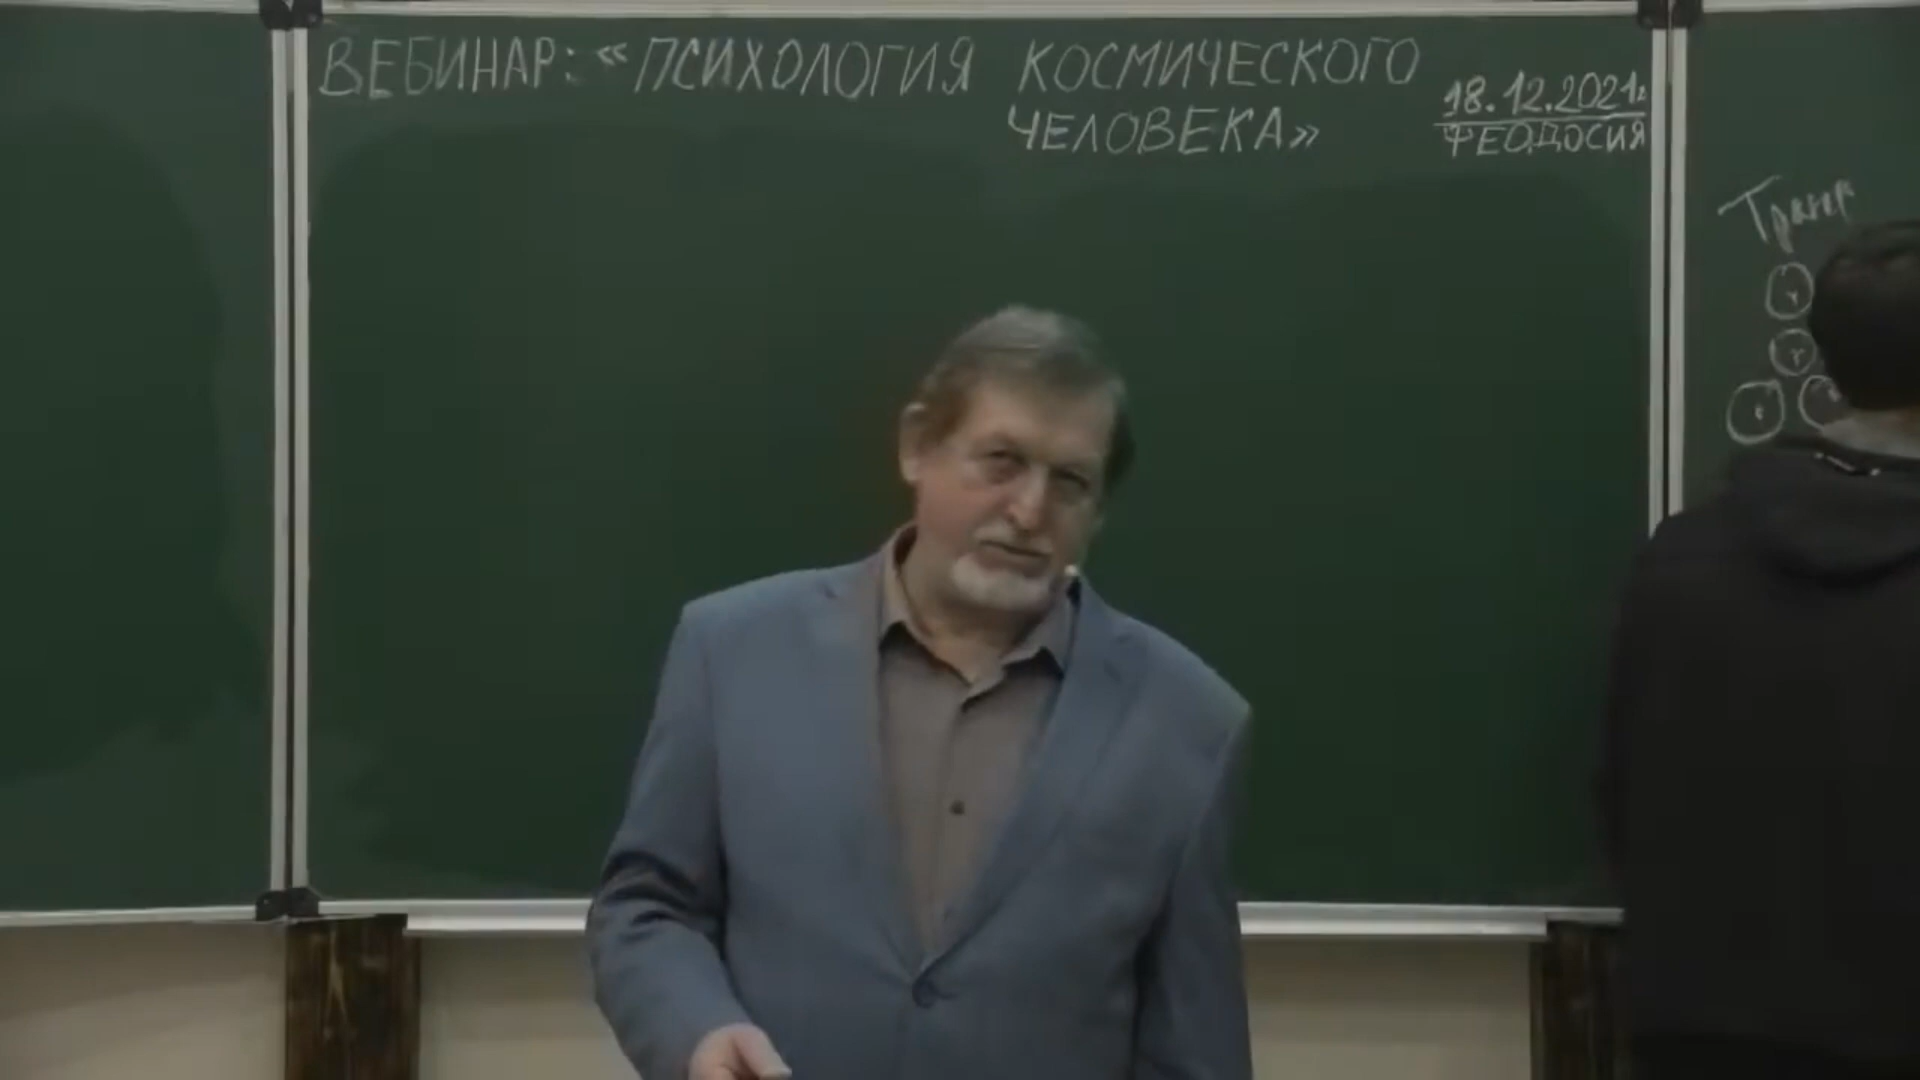 ВЕБИНАР: «ПСИХОЛОГИЯ КОСМИЧЕСКОГО
ЧЕЛОВЕКА»
18.12.2021г.
ФЕОДОСИЯ